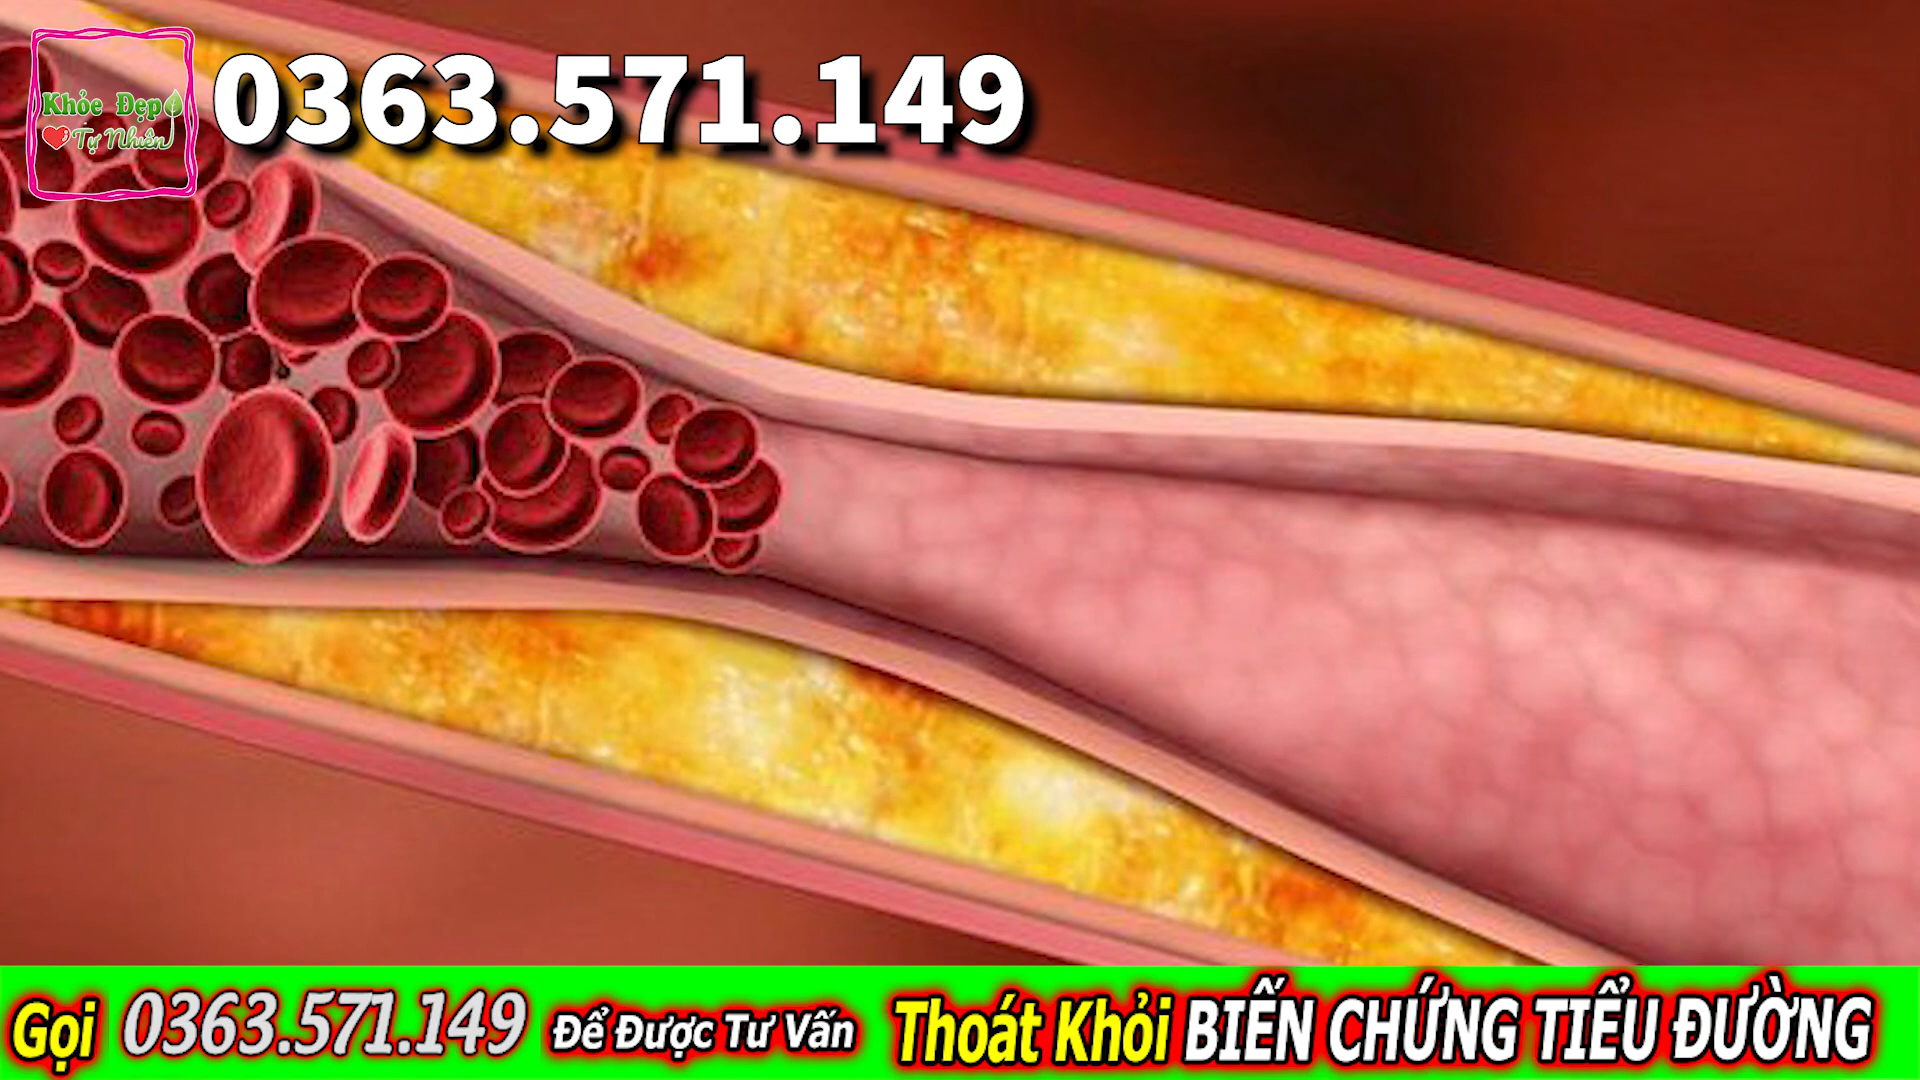 Khỏe Đẹp
Tự Nhiên
0363.571.149
Gọi 0363.571.149 Để Được Tư Vấn Thoát Khỏi BIẾN CHỨNG TIỂU ĐƯỜNG